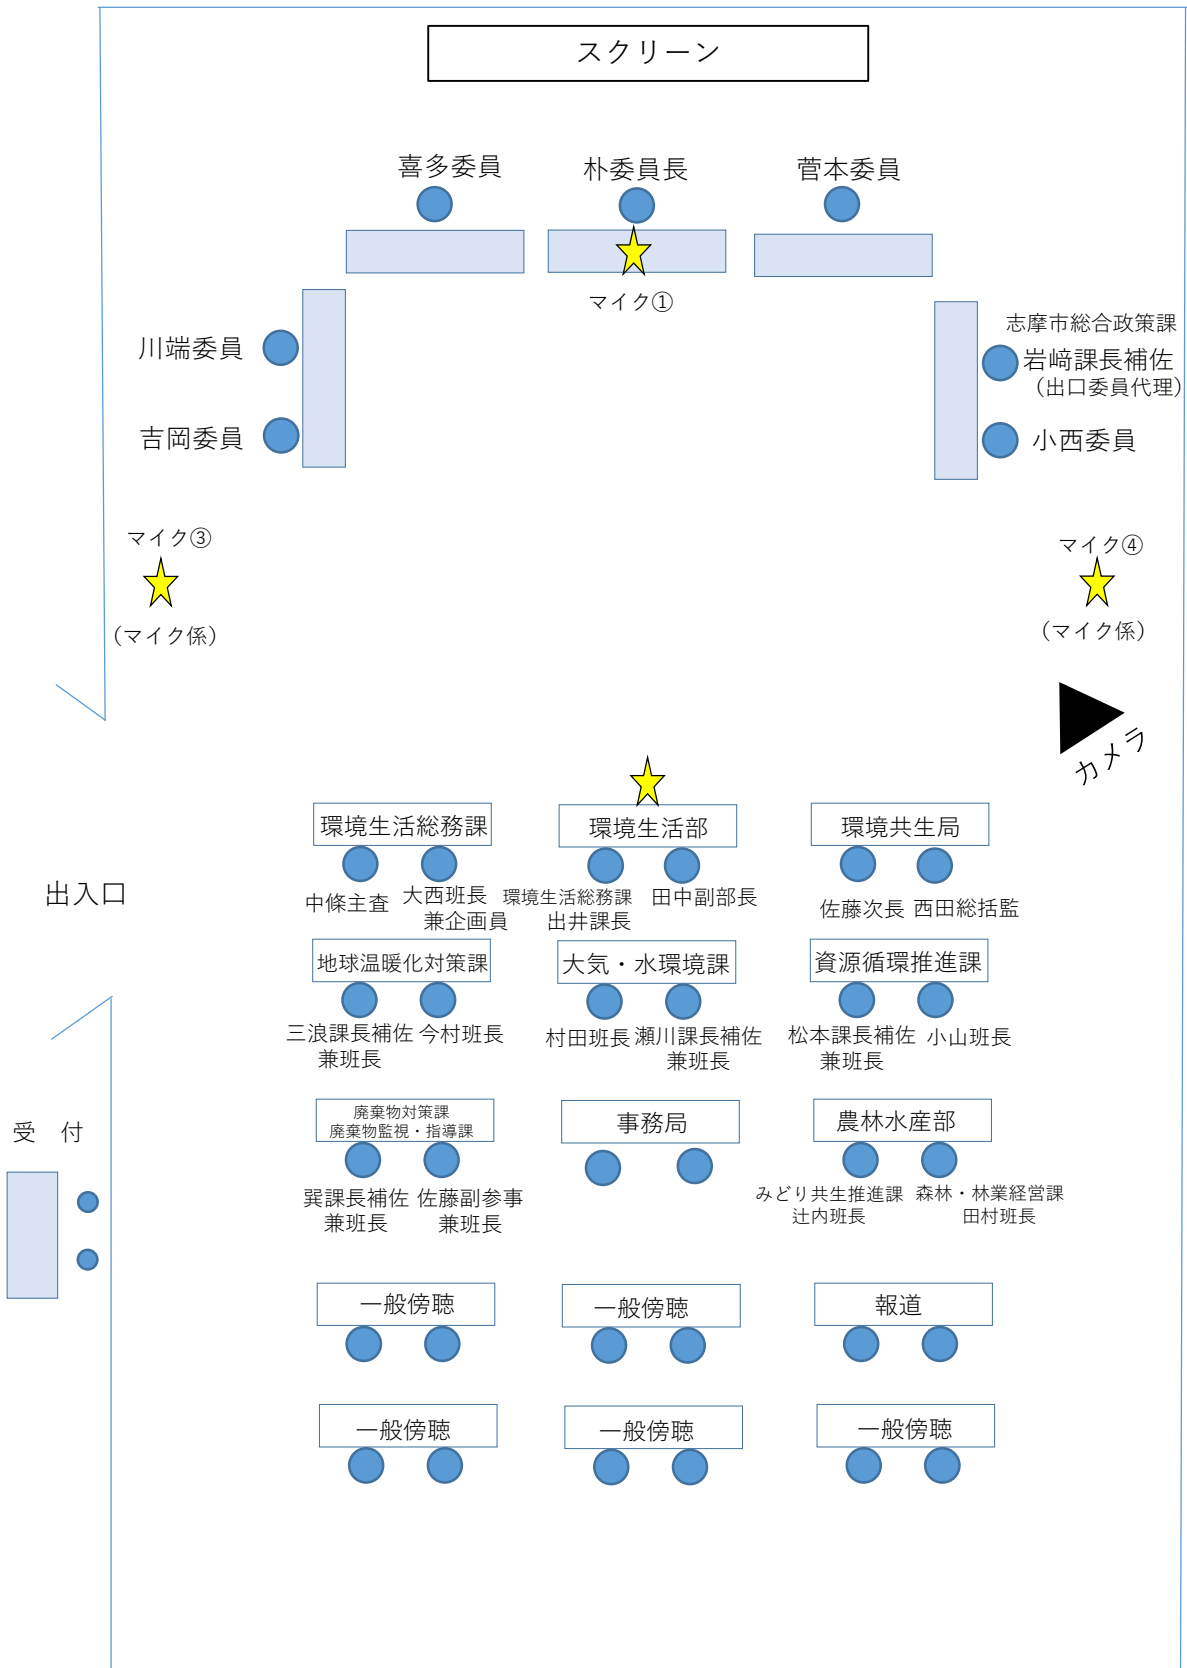 スクリーン
喜多委員
朴委員長
菅本委員
マイク①
川端委員
吉岡委員
志摩市総合政策課
岩﨑課長補佐
（出口委員代理）
小西委員
マイク③
（マイク係）
マイク④
（マイク係）
カメラ
出入口
環境生活総務課
中條主査
大西班長
兼企画員
環境生活部
環境生活総務課
出井課長
田中副部長
環境共生局
佐藤次長
西田総括監
地球温暖化対策課
三浪課長補佐
兼班長
今村班長
大気・水環境課
村田班長
瀬川課長補佐
兼班長
資源循環推進課
松本課長補佐
兼班長
小山班長
受　付
廃棄物対策課
廃棄物監視・指導課
巽課長補佐
兼班長
佐藤副参事
兼班長
事務局
農林水産部
みどり共生推進課
辻内班長
森林・林業経営課
田村班長
一般傍聴
一般傍聴
報道
一般傍聴
一般傍聴
一般傍聴